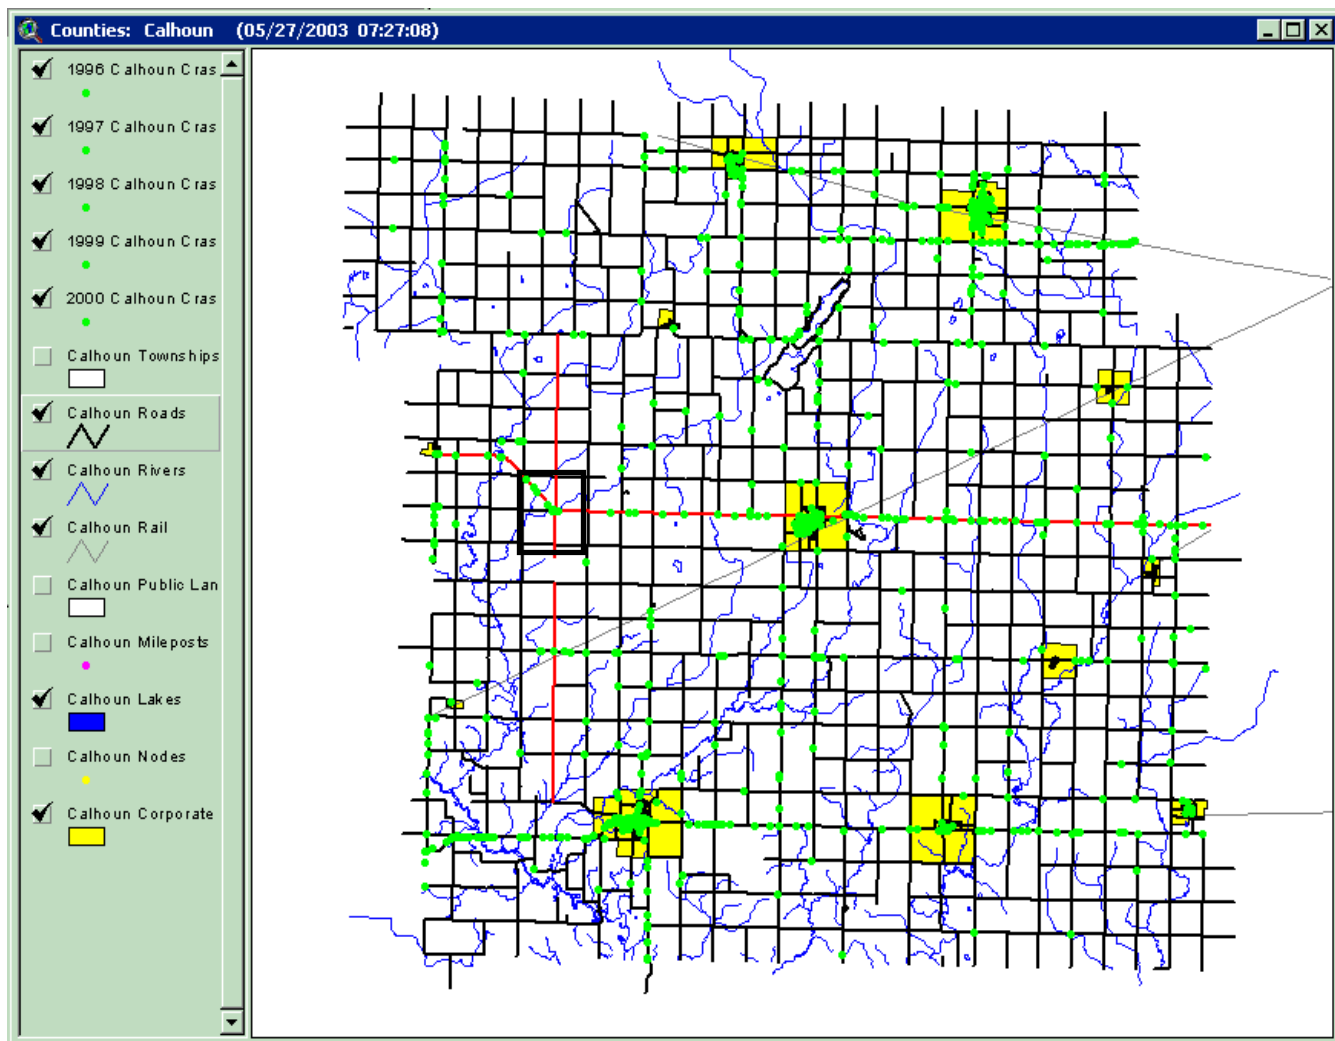 Counties: Calhoun (05/27/2003 07:27:08)
1996 Calhoun Cras
1997 Calhoun Cras
1998 Calhoun Cras
1999 Calhoun Cras
2000 Calhoun Cras
Calhoun Townships
Calhoun Roads
Calhoun Rivers
Calhoun Rail
Calhoun Public Lan
Calhoun Mileposts
Calhoun Lakes
Calhoun Nodes
Calhoun Corporate